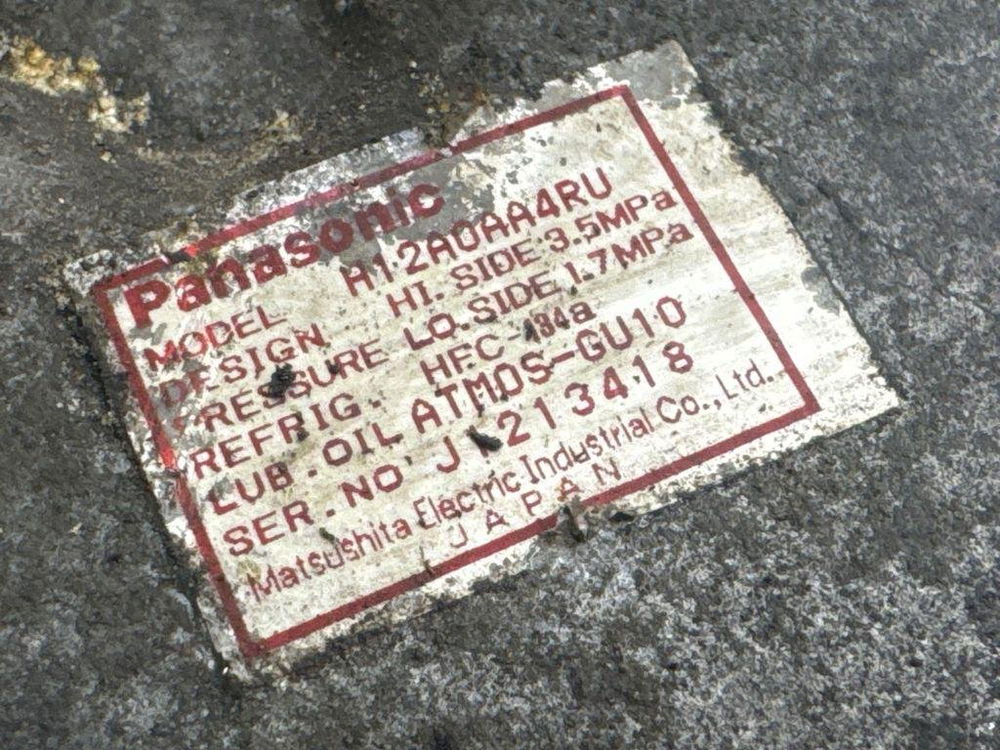 Panasonic
MODEL H12A0AA4RU
DESIGN HI. SIDE 3.5MPa
PRESSURE LO. SIDE 1.7MPa
REFRIG. HFC-134a
LUB. OIL ATMOS-GU10
SER. NO
Matsushita Electric Industrial Co., Ltd.
JAPAN